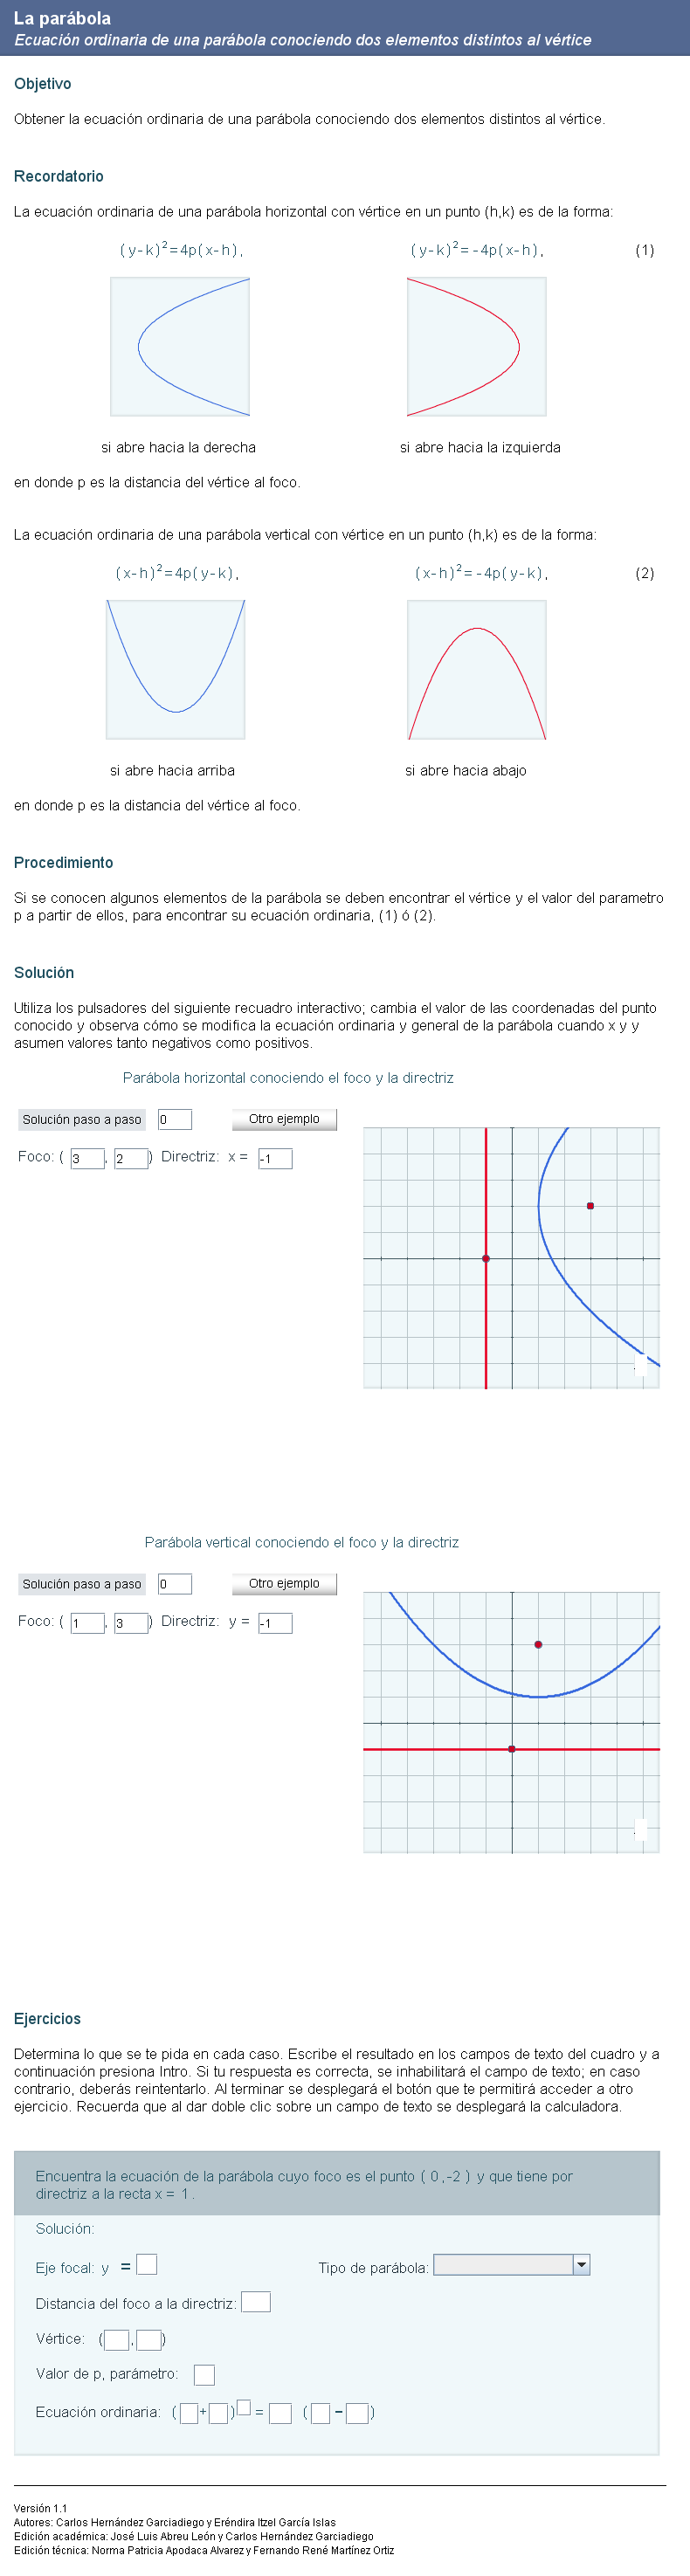 La parábola
Ecuación ordinaria de una parábola conociendo dos elementos distintos al vértice
Objetivo
Obtener la ecuación ordinaria de una parábola conociendo dos elementos distintos al vértice.
Recordatorio
La ecuación ordinaria de una parábola horizontal con vértice en un punto (h,k) es de la forma:
(y-k)²=4p(x-h), (y-k)²=-4p(x-h), (1)
si abre hacia la derecha si abre hacia la izquierda
en donde p es la distancia del vértice al foco.
La ecuación ordinaria de una parábola vertical con vértice en un punto (h,k) es de la forma:
(x-h)²=4p(y-k), (x-h)²=-4p(y-k), (2)
si abre hacia arriba si abre hacia abajo
en donde p es la distancia del vértice al foco.
Procedimiento
Si se conocen algunos elementos de la parábola se deben encontrar el vértice y el valor del parametro
p a partir de ellos, para encontrar su ecuación ordinaria, (1) ó (2).
Solución
Utiliza los pulsadores del siguiente recuadro interactivo; cambia el valor de las coordenadas del punto
conocido y observa cómo se modifica la ecuación ordinaria y general de la parábola cuando x y y
asumen valores tanto negativos como positivos.
Parábola horizontal conociendo el foco y la directriz
Solución paso a paso 0 Otro ejemplo
Foco: ( 3 , 2 ) Directriz: x = -1
Parábola vertical conociendo el foco y la directriz
Solución paso a paso 0 Otro ejemplo
Foco: ( 1 , 3 ) Directriz: y = -1
Ejercicios
Determina lo que se te pida en cada caso. Escribe el resultado en los campos de texto del cuadro y a
continuación presiona Intro. Si tu respuesta es correcta, se inhabilitará el campo de texto; en caso
contrario, deberás reintentarlo. Al terminar se desplegará el botón que te permitirá acceder a otro
ejercicio. Recuerda que al dar doble clic sobre un campo de texto se desplegará la calculadora.
Encuentra la ecuación de la parábola cuyo foco es el punto ( 0 ,-2 ) y que tiene por
directriz a la recta x = 1 .
Solución:
Eje focal: y = Tipo de parábola:
Distancia del foco a la directriz:
Vértice: ( , )
Valor de p, parámetro:
Ecuación ordinaria: ( + ) = ( - )
Versión 1.1
Autores: Carlos Hernández Garciadiego y Eréndira Itzel García Islas
Edición académica: José Luis Abreu León y Carlos Hernández Garciadiego
Edición técnica: Norma Patricia Apodaca Alvarez y Fernando René Martínez Ortiz